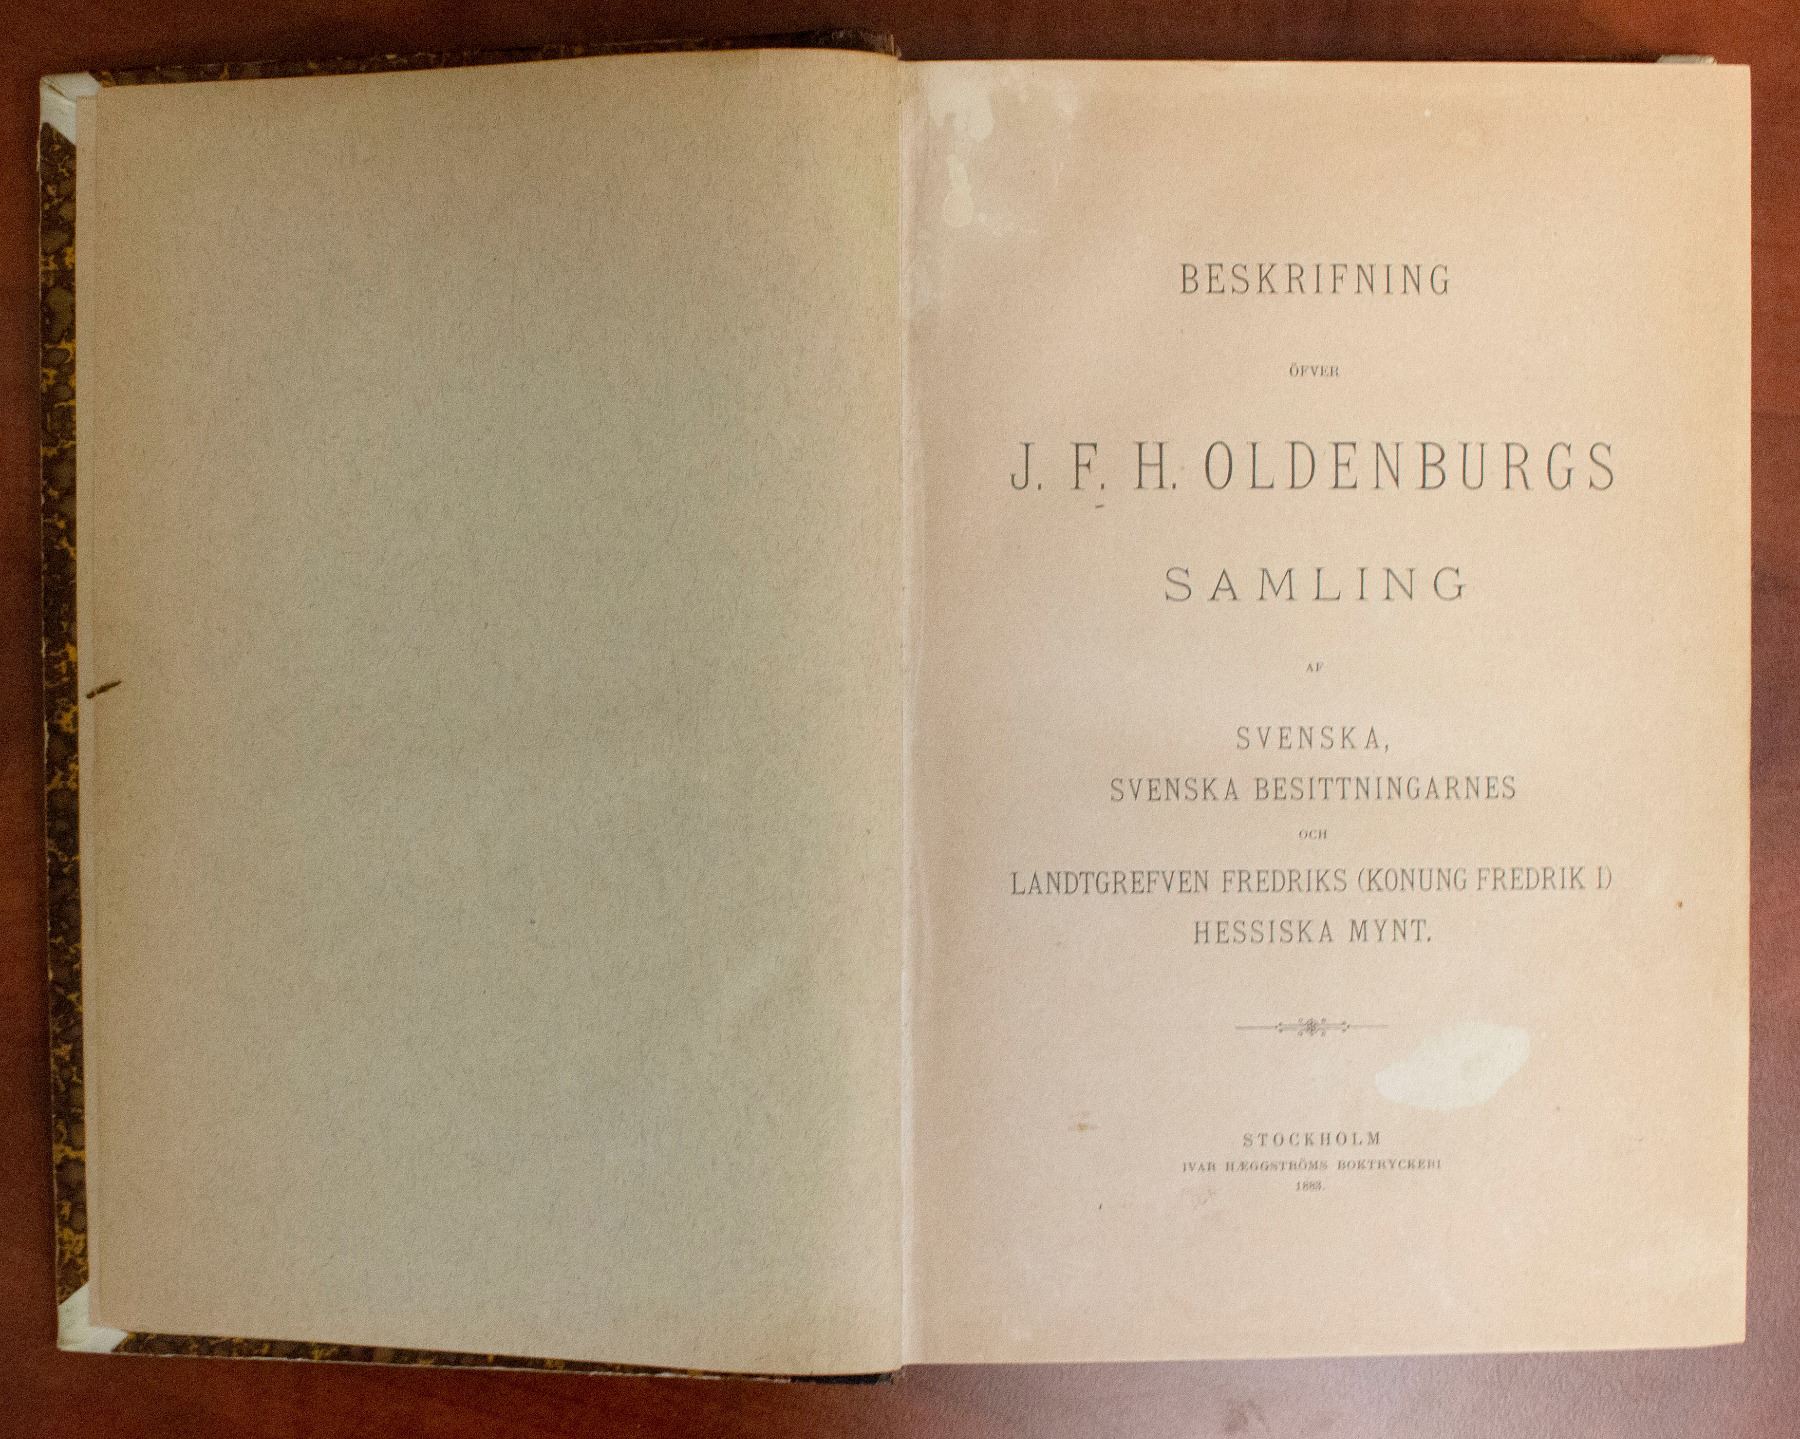 BESKRIFNING
ÖFVER
J. F. H. OLDENBURGS
SAMLING
AF
SVENSKA,
SVENSKA BESITTNINGARNES
OCH
LANDTGREFVEN FREDRIKS (KONUNG FREDRIK I)
HESSISKA MYNT.
STOCKHOLM
IVAR HÆGGSTRÖMS BOKTRYCKERI
1883.